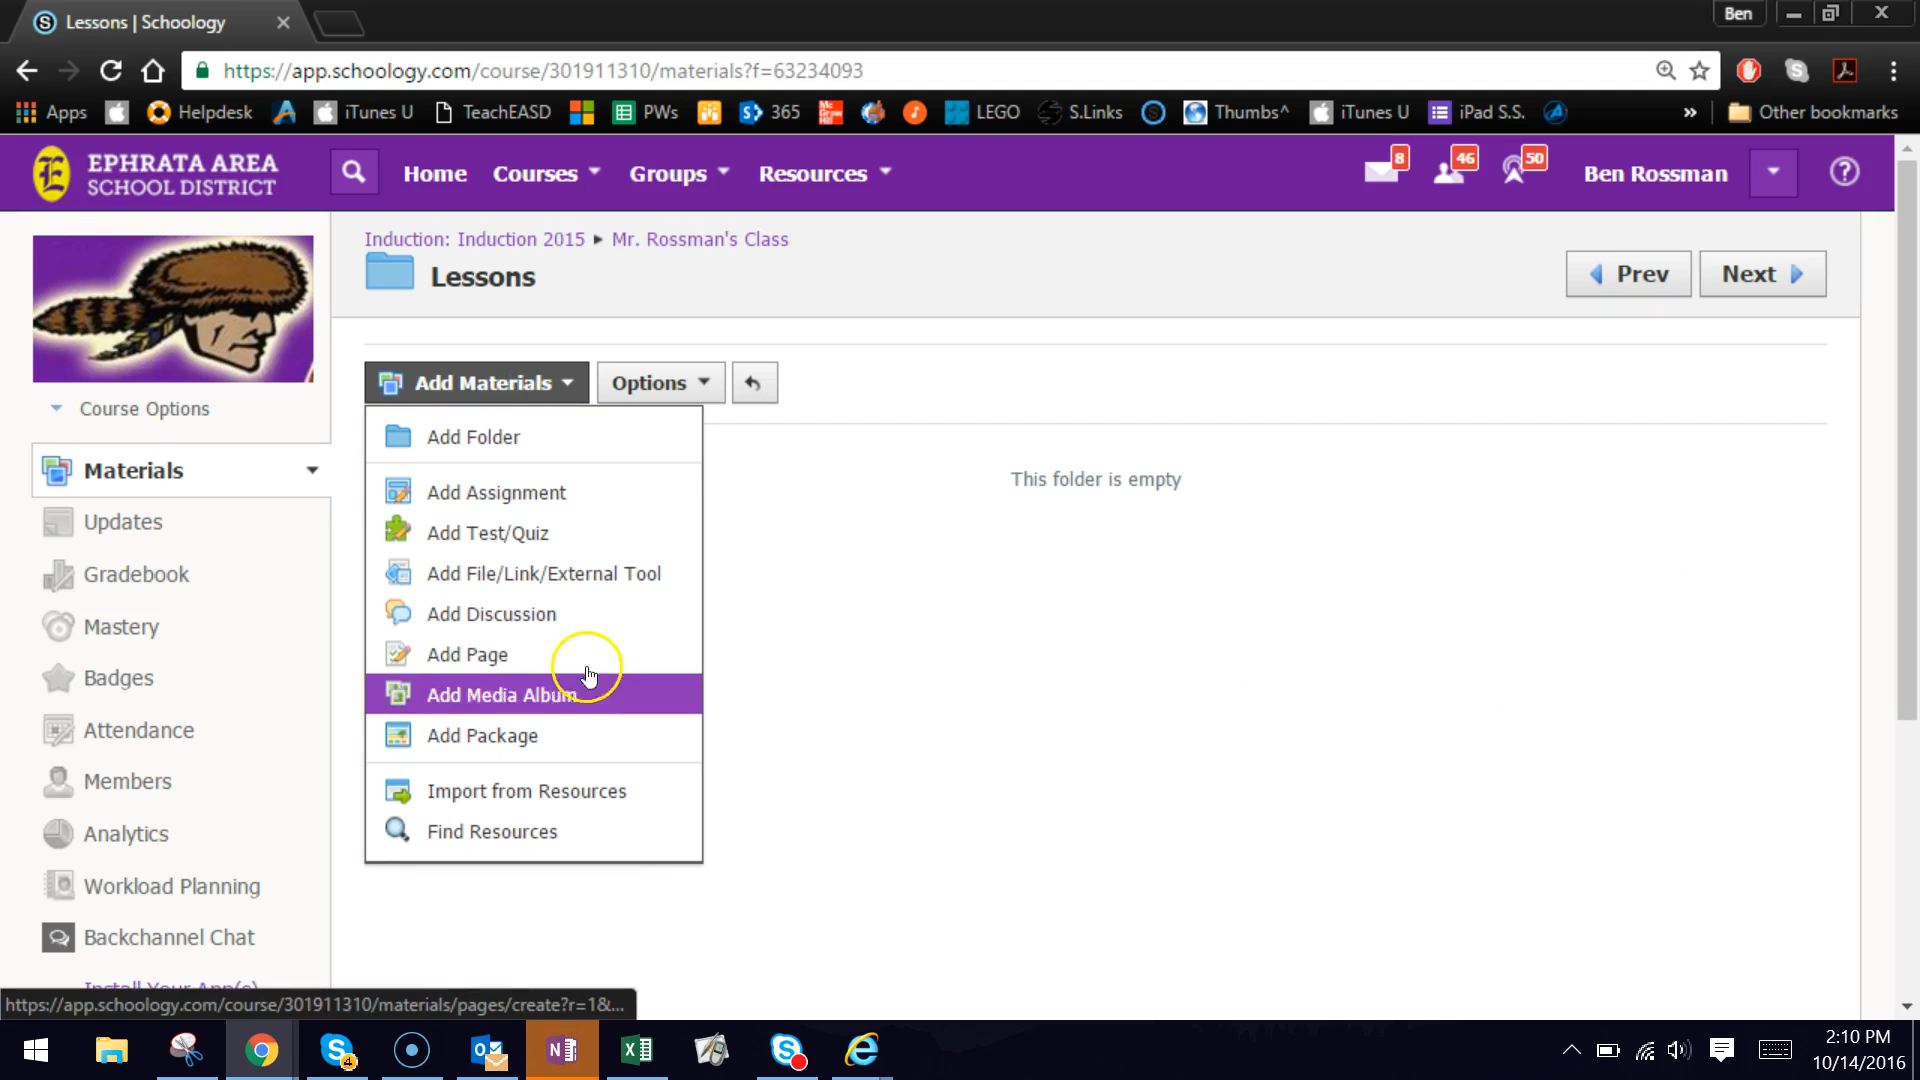 Lessons | Schoology
Ben
https://app.schoology.com/course/301911310/materials?f=63234093
Apps
Helpdesk
iTunes U
TeachEASD
PWs
365
LEGO
S.Links
Thumbs^
iTunes U
iPad S.S.
»
Other bookmarks
EPHRATA AREA
SCHOOL DISTRICT
Home
Courses
Groups
Resources
8
46
50
Ben Rossman
Induction: Induction 2015 ▸ Mr. Rossman's Class
Lessons
Prev
Next
Add Materials
Options
Course Options
Add Folder
Materials
This folder is empty
Add Assignment
Updates
Add Test/Quiz
Gradebook
Add File/Link/External Tool
Mastery
Add Discussion
Badges
Add Page
Add Media Album
Attendance
Add Package
Members
Import from Resources
Analytics
Find Resources
Workload Planning
Backchannel Chat
Install Your App(s)
https://app.schoology.com/course/301911310/materials/pages/create?r=1&...
4
2:10 PM
10/14/2016